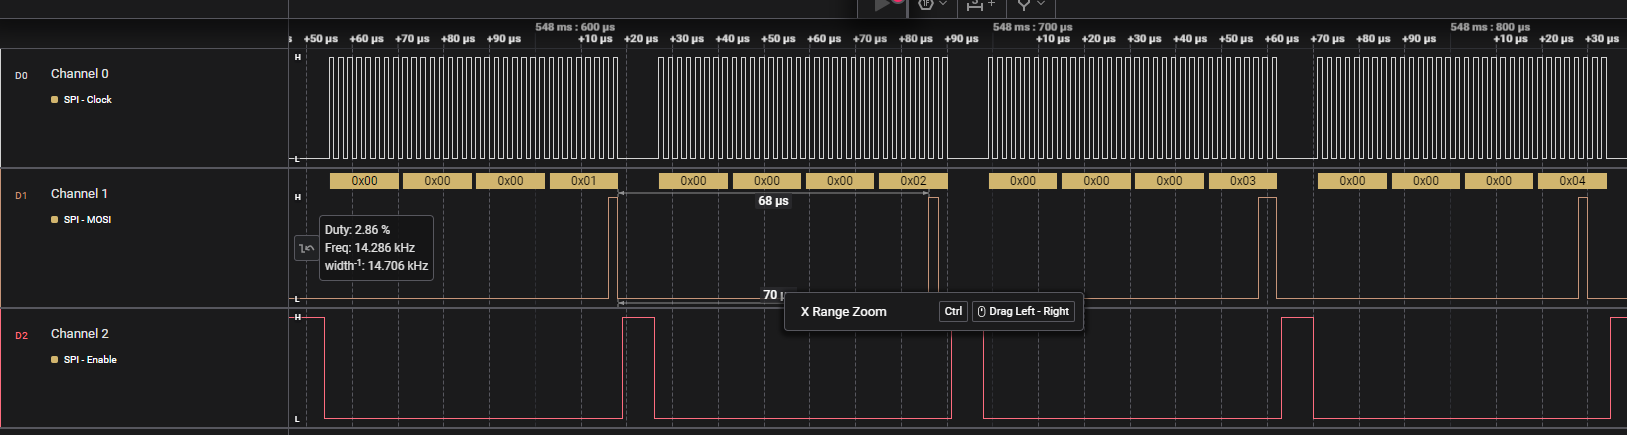 548 ms : 600 µs 548 ms : 700 µs 548 ms : 800 µs
+50 µs +60 µs +70 µs +80 µs +90 µs +10 µs +20 µs +30 µs +40 µs +50 µs +60 µs +70 µs +80 µs +90 µs +10 µs +20 µs +30 µs +40 µs +50 µs +60 µs +70 µs +80 µs +90 µs +10 µs +20 µs +30 µs
D0 Channel 0
SPI - Clock
H
L
D1 Channel 1
SPI - MOSI
0x00 0x00 0x00 0x01 0x00 0x00 0x00 0x02 0x00 0x00 0x00 0x03 0x00 0x00 0x00 0x04
H
68 µs
Duty: 2.86 %
Freq: 14.286 kHz
width-1: 14.706 kHz
L
70
X Range Zoom Ctrl Drag Left - Right
D2 Channel 2
SPI - Enable
H
L